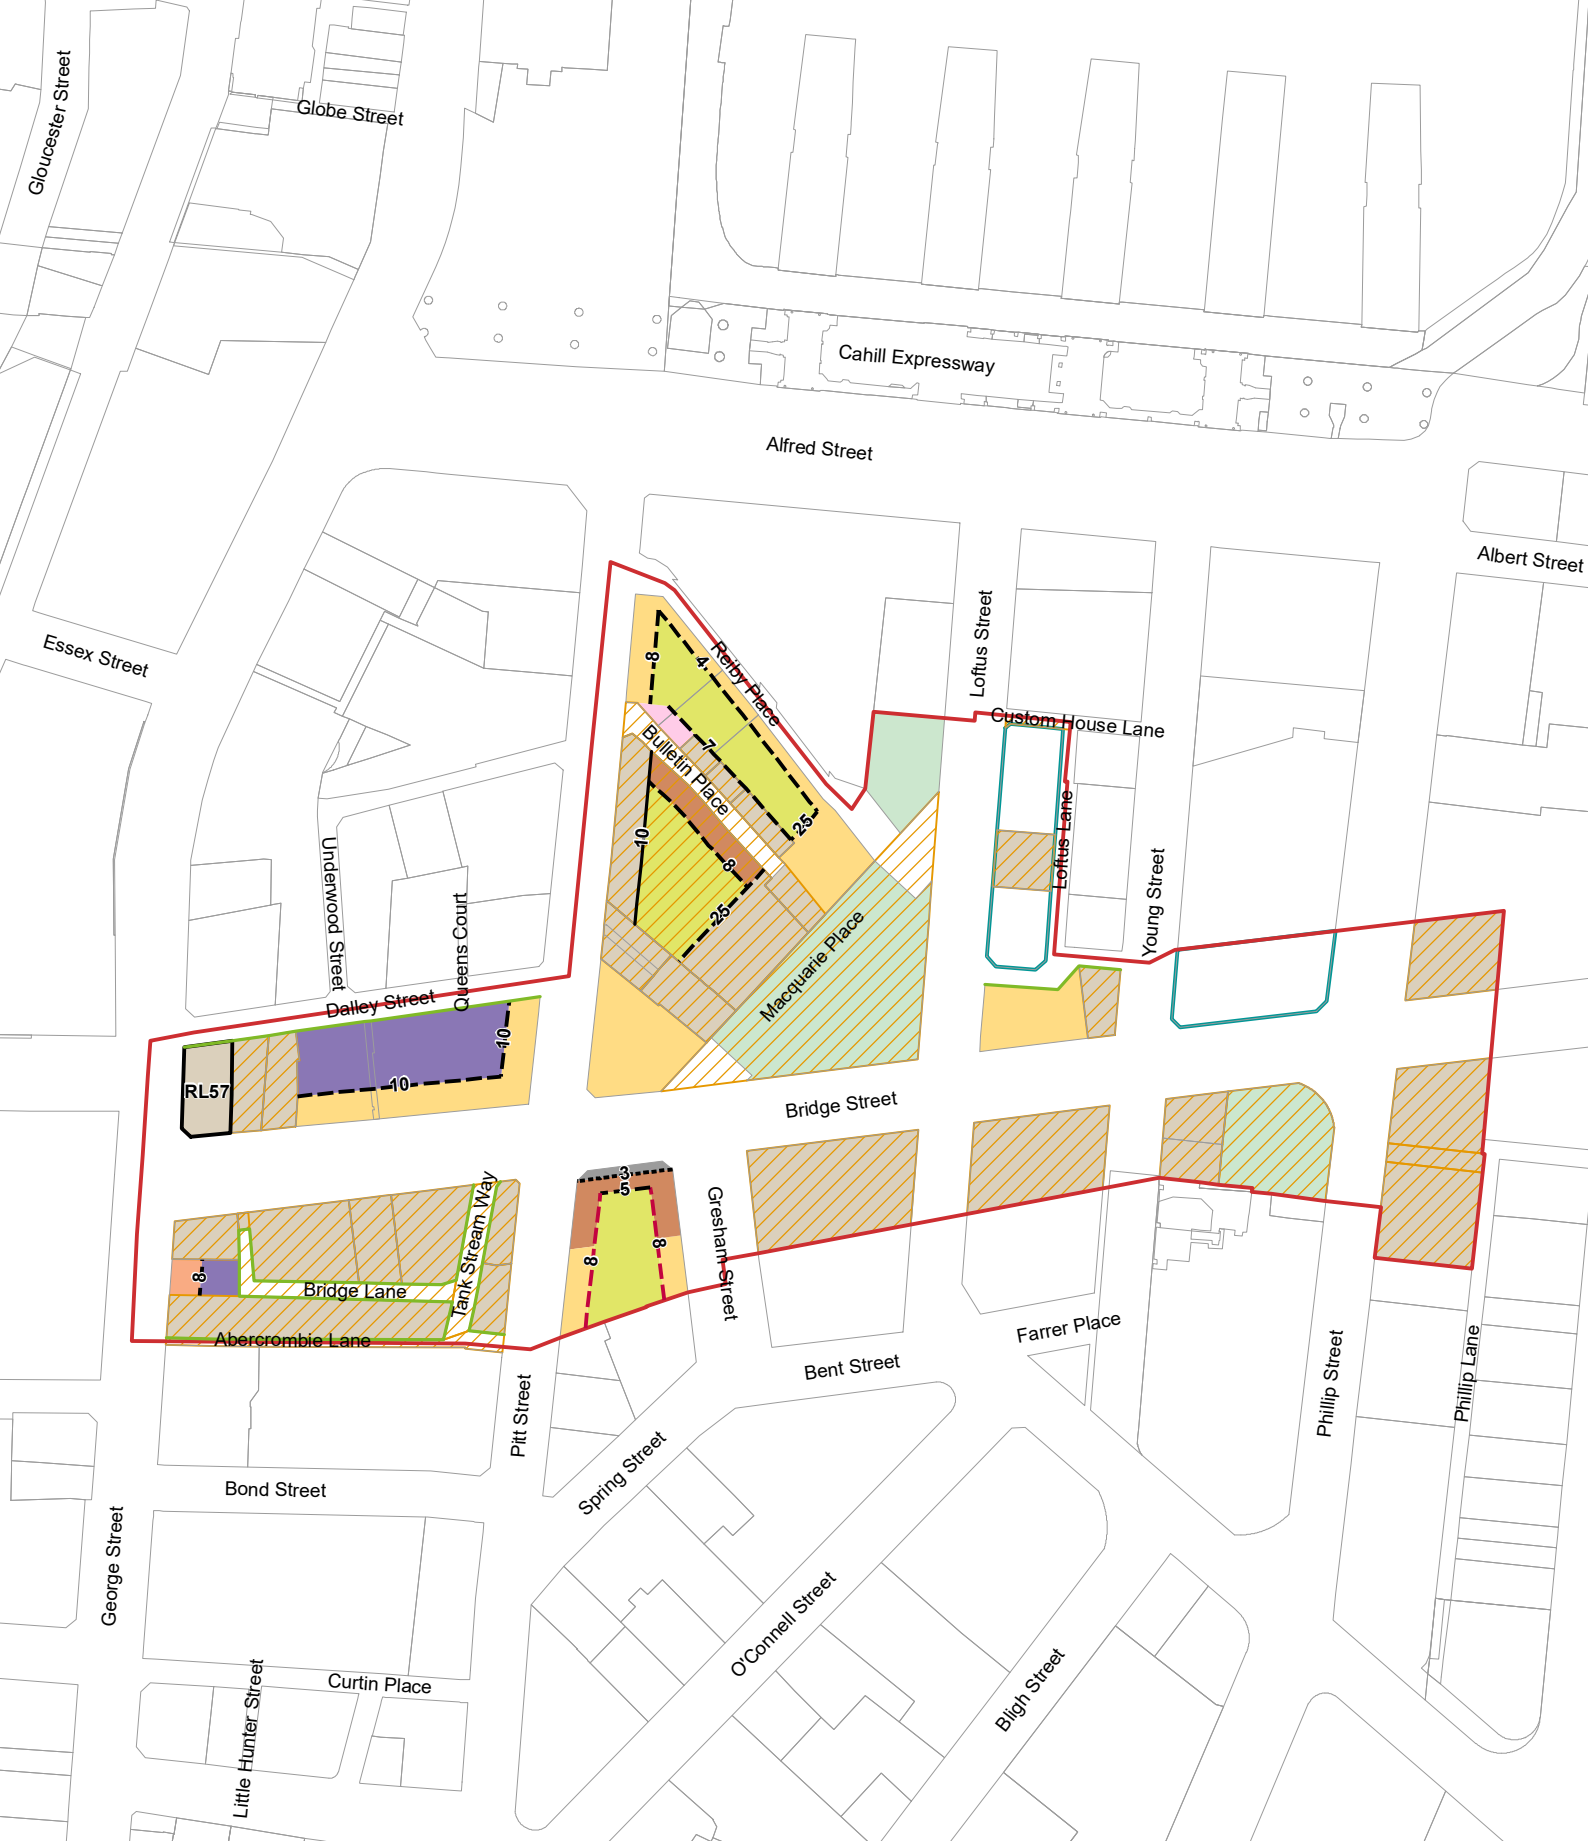 Gloucester Street
Globe Street
Cahill Expressway
Alfred Street
Albert Street
Essex Street
Loftus Street
Reiby Place
8
4
Custom House Lane
Bulletin Place
7
25
10
8
25
Loftus Lane
Underwood Street
Queens Court
Young Street
Macquarie Place
Dalley Street
10
10
RL57
Bridge Street
3
5
Tank Stream Way
Gresham Street
8
8
8
Bridge Lane
Abercrombie Lane
Farrer Place
Bent Street
Phillip Street
Phillip Lane
Pitt Street
Spring Street
Bond Street
George Street
O'Connell Street
Bligh Street
Curtin Place
Little Hunter Street